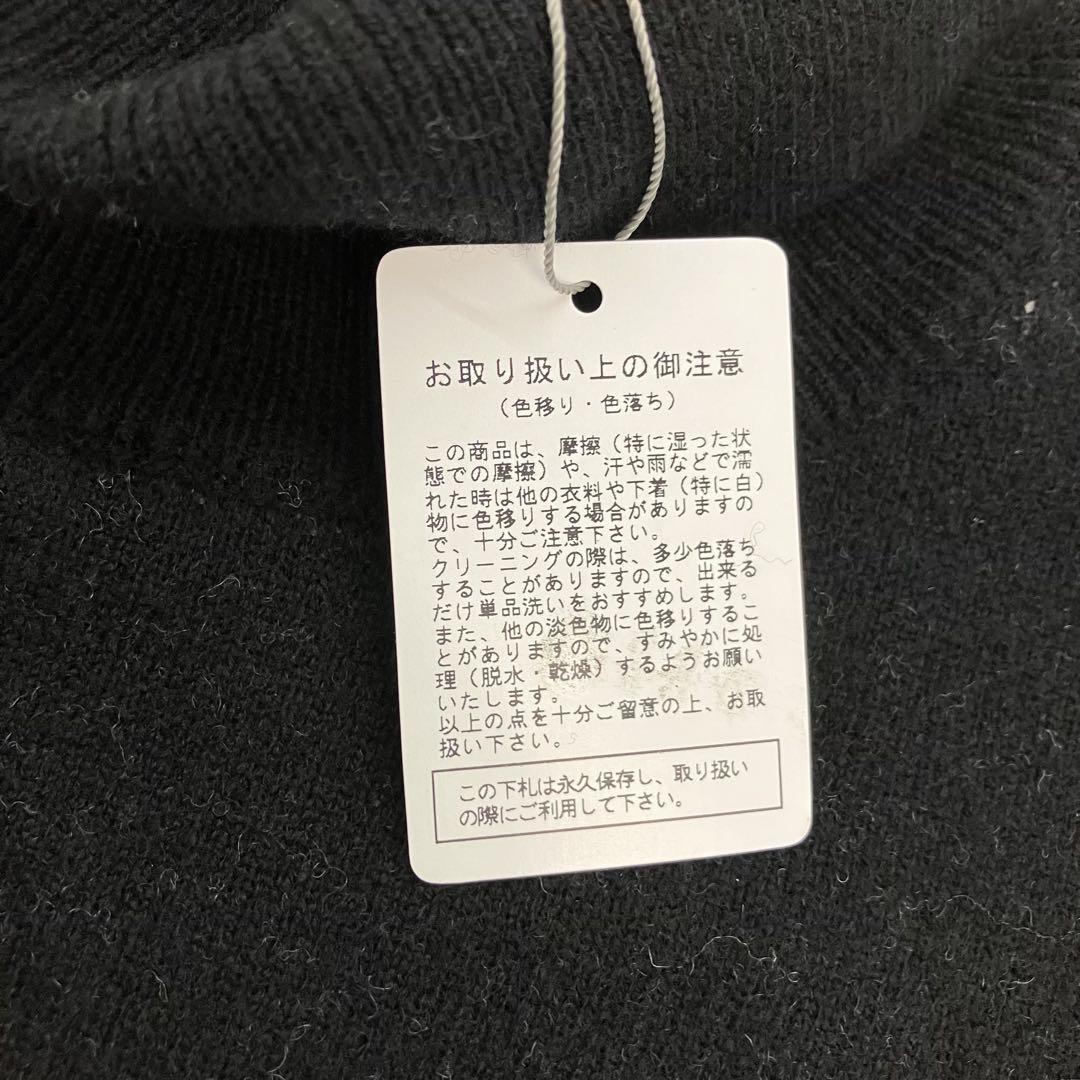 お取り扱い上の御注意
（色移り・色落ち）
この商品は、摩擦（特に湿った状
態での摩擦）や、汗や雨などで濡
れた時は他の衣料や下着（特に白）
物に色移りする場合がありますの
で、十分ご注意下さい。
クリーニングの際は、多少色落ち
することがありますので、出来る
だけ単品洗いをおすすめします。
また、他の淡色物に色移りするこ
とがありますので、すみやかに処
理（脱水・乾燥）するようお願い
いたします。
以上の点を十分ご留意の上、お取
扱い下さい。
この下札は永久保存し、取り扱い
の際にご利用して下さい。